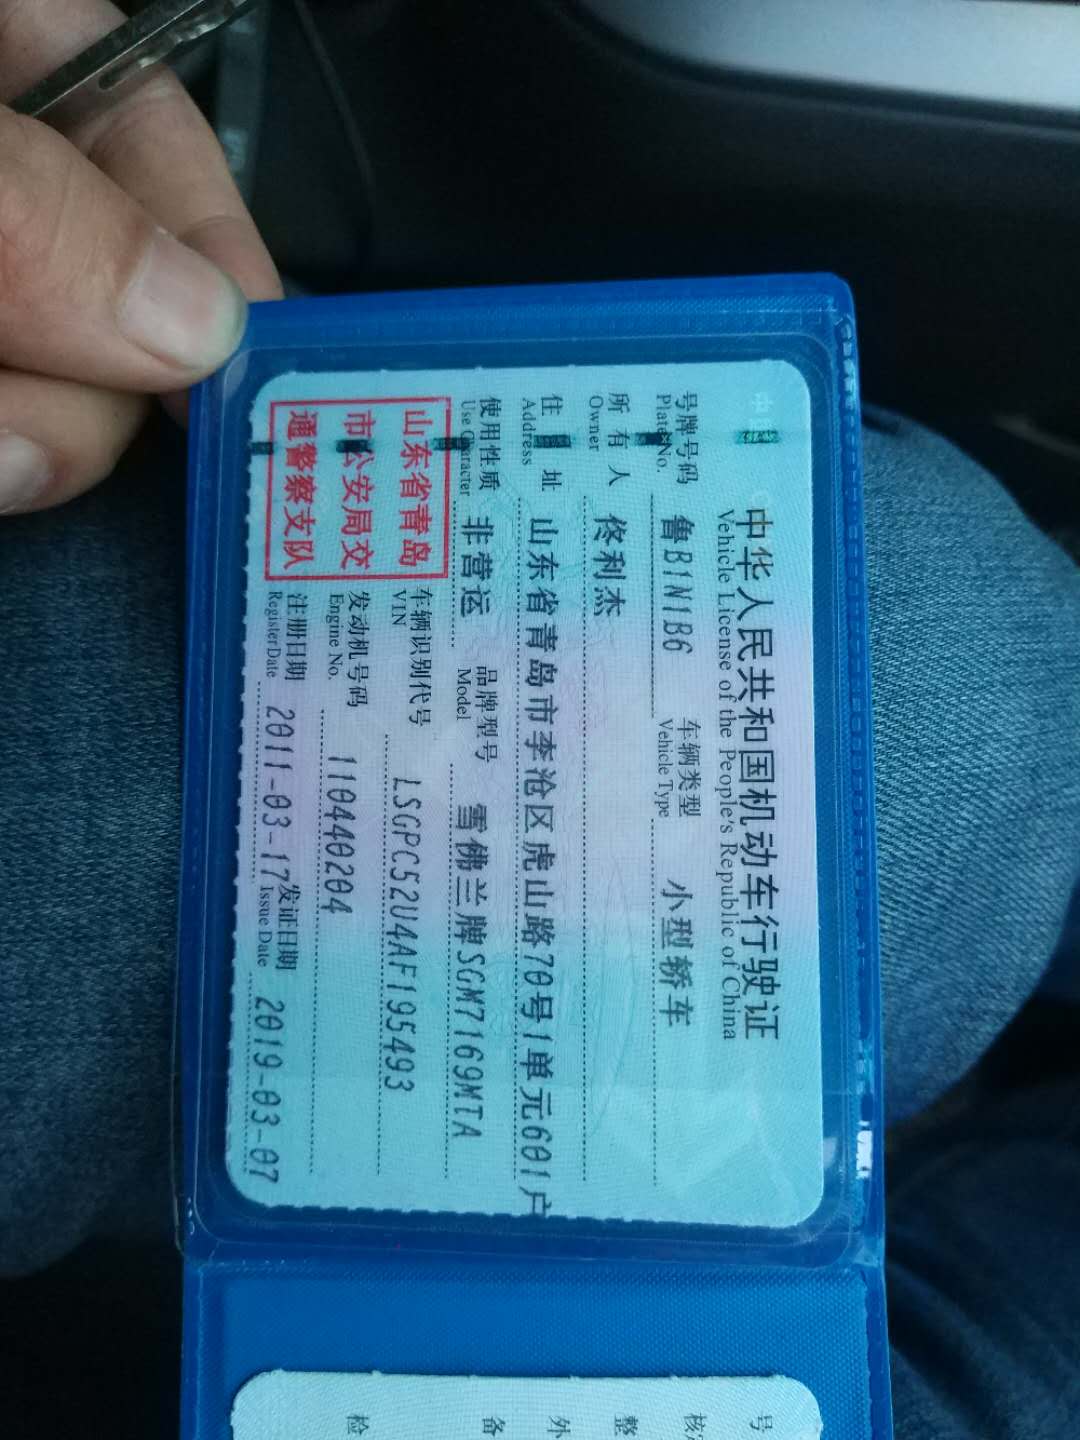 中华人民共和国机动车行驶证
Vehicle License of the People's Republic of China
号牌号码 鲁B1N1B6 车辆类型 小型轿车
Plate No. Vehicle Type
所有人 佟利杰
Owner
住址 山东省青岛市李沧区虎山路70号1单元601户
Address
使用性质 非营运 品牌型号 雪佛兰牌SGM7169MTA
Use Character Model
山东省青岛
市公安局交
通警察支队
车辆识别代号 LSGPC52U4AF195493
VIN
发动机号码 110440204
Engine No.
注册日期 2011-03-17 发证日期 2019-03-07
Register Date Issue Date
号
核定
整
外
备
检